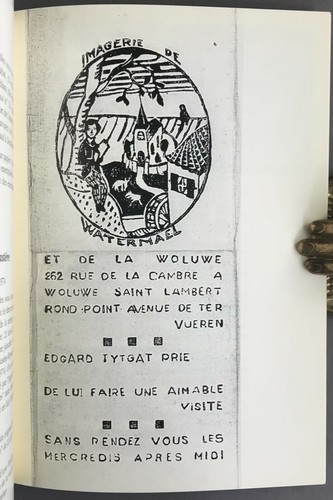 IMAGERIE DE
WATERMAEL
ET DE LA WOLUWE
262 RUE DE LA CAMBRE A
WOLUWE SAINT LAMBERT
ROND-POINT AVENUE DE TER
VUEREN
EDGARD TYTGAT PRIE
DE LUI FAIRE UNE AIMABLE
VISITE
SANS RENDEZ VOUS LES
MERCREDIS APRES MIDI